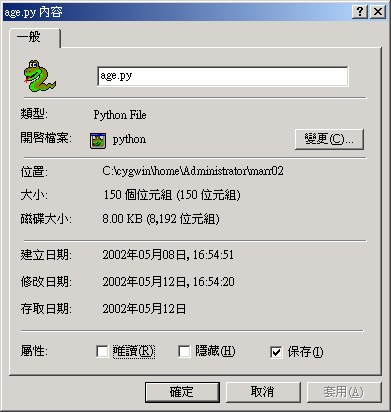 age.py 內容
一般
age.py
類型: Python File
開啓檔案: python 變更(C)...
位置: C:\cygwin\home\Administrator\marr02
大小: 150 個位元組 (150 位元組)
磁碟大小: 8.00 KB (8,192 位元組)
建立日期: 2002年05月08日, 16:54:51
修改日期: 2002年05月12日, 16:54:20
存取日期: 2002年05月12日
屬性: 唯讀(R) 隱藏(H) 保存(I)
確定 取消 套用(A)